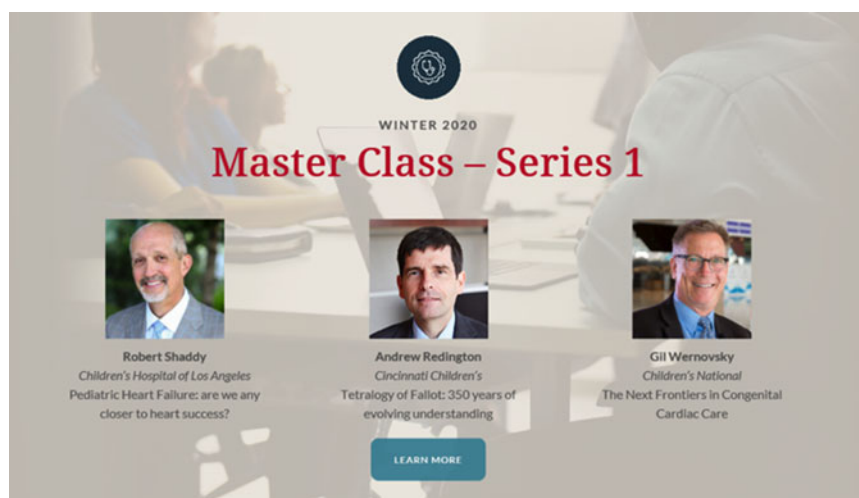 WINTER 2020
Master Class – Series 1
Robert Shaddy
Children's Hospital of Los Angeles
Pediatric Heart Failure: are we any
closer to heart success?
Andrew Redington
Cincinnati Children's
Tetralogy of Fallot: 350 years of
evolving understanding
Gil Wernovsky
Children's National
The Next Frontiers in Congenital
Cardiac Care
LEARN MORE